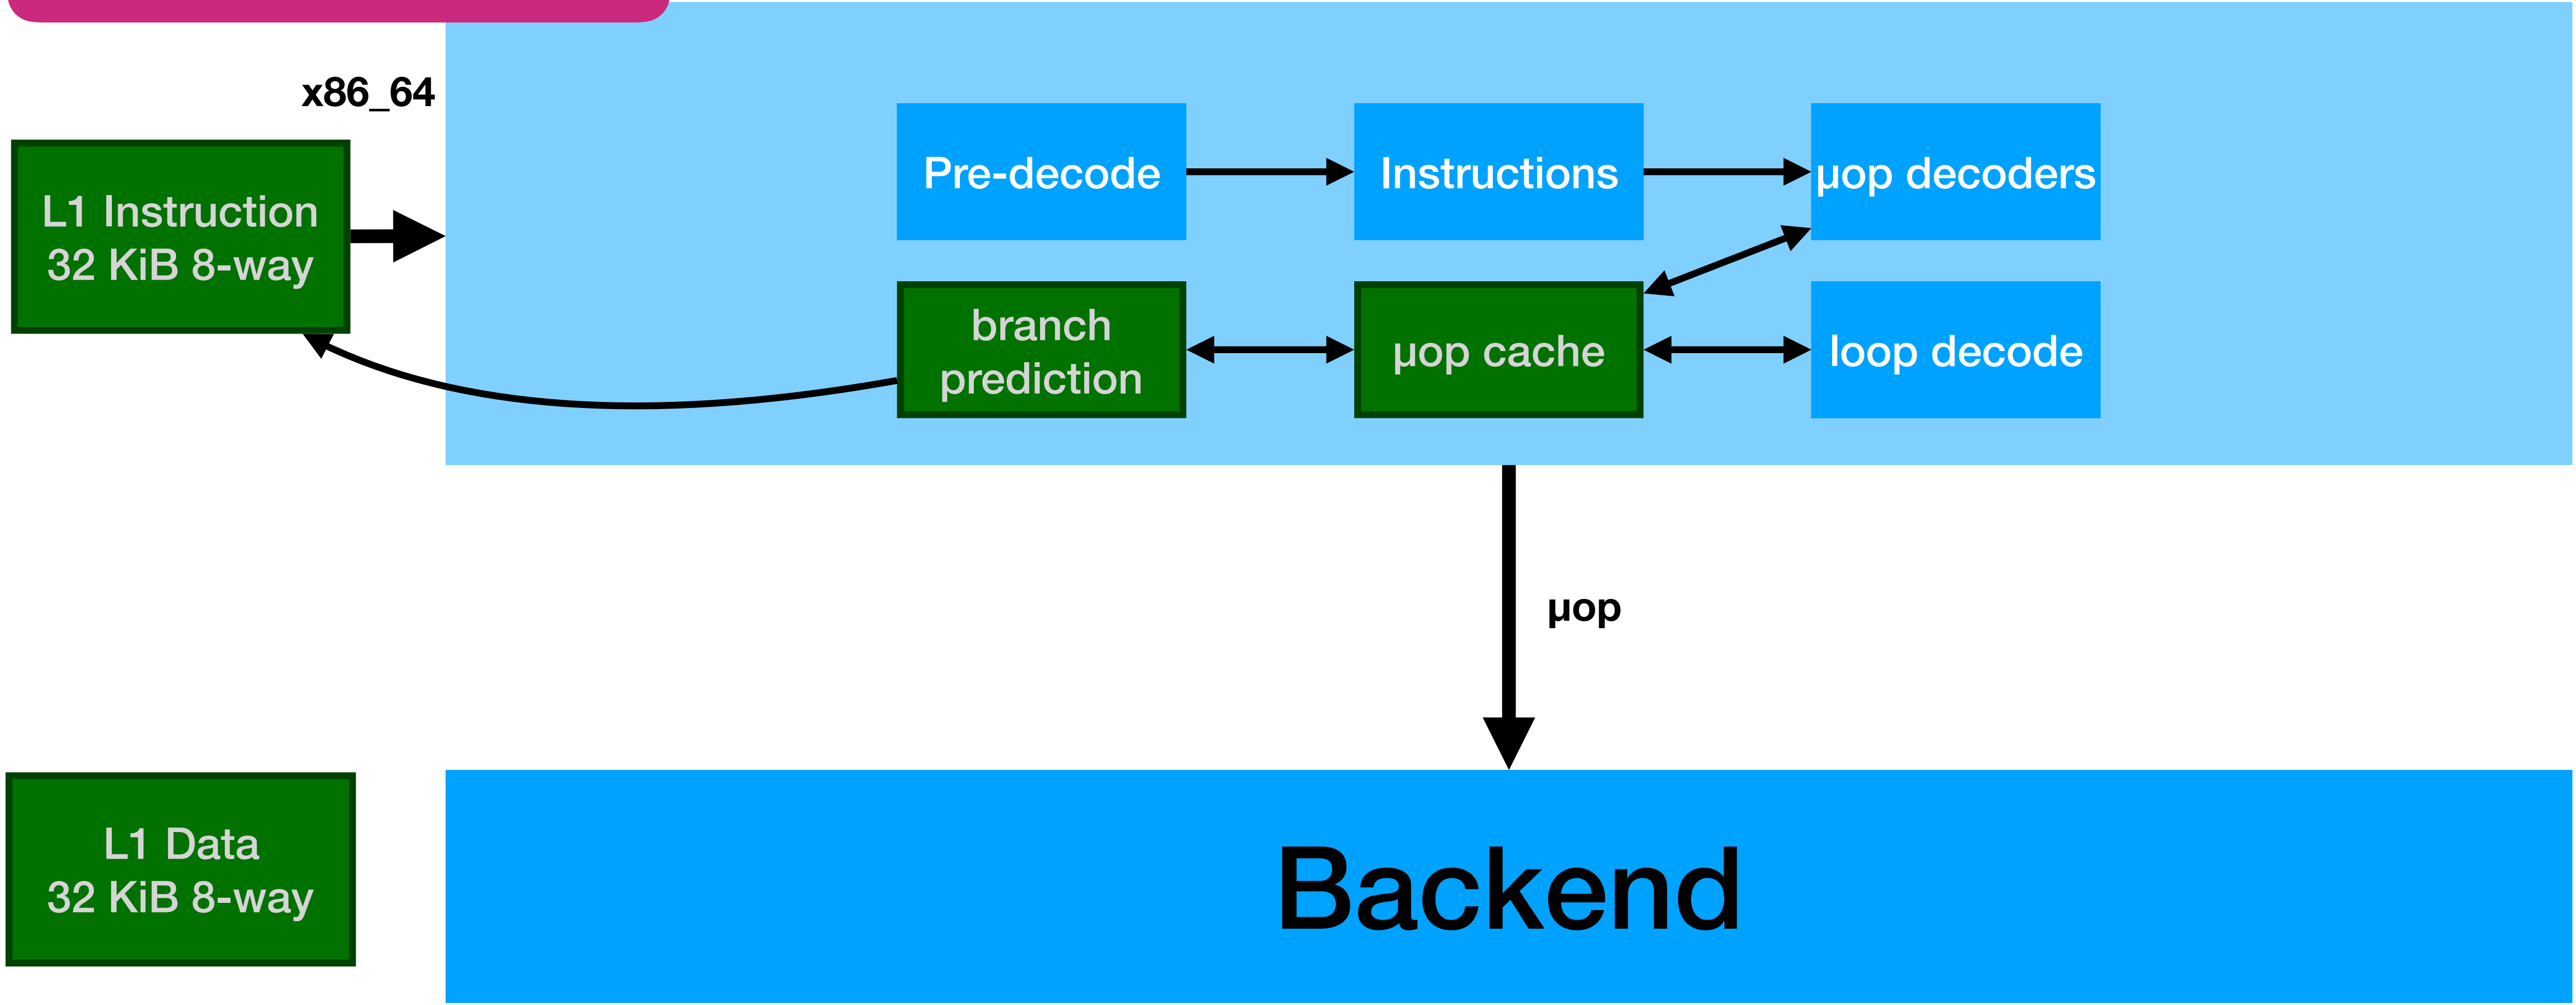 x86_64
L1 Instruction
32 KiB 8-way
Pre-decode
Instructions
µop decoders
branch
prediction
µop cache
loop decode
µop
L1 Data
32 KiB 8-way
Backend